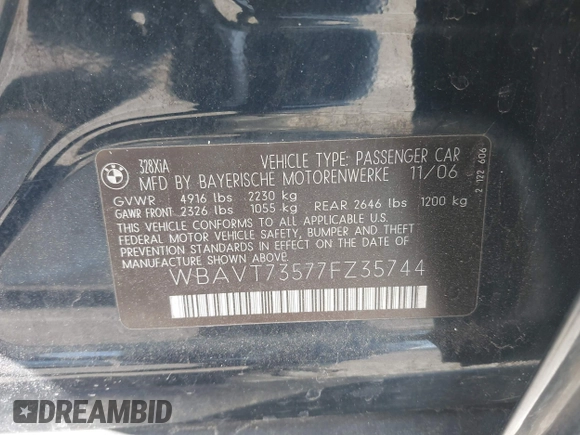 BMW
328XiA
VEHICLE TYPE: PASSENGER CAR
MFD BY BAYERISCHE MOTORENWERKE 11/06
GVWR 4916 lbs 2230 kg
GAWR FRONT 2326 lbs 1055 kg REAR 2646 lbs 1200 kg
THIS VEHICLE CONFORMS TO ALL APPLICABLE U.S.
FEDERAL MOTOR VEHICLE SAFETY, BUMPER AND THEFT
PREVENTION STANDARDS IN EFFECT ON THE DATE OF
MANUFACTURE SHOWN ABOVE.
WBAVT73577FZ35744
2 122 606
DREAMBID